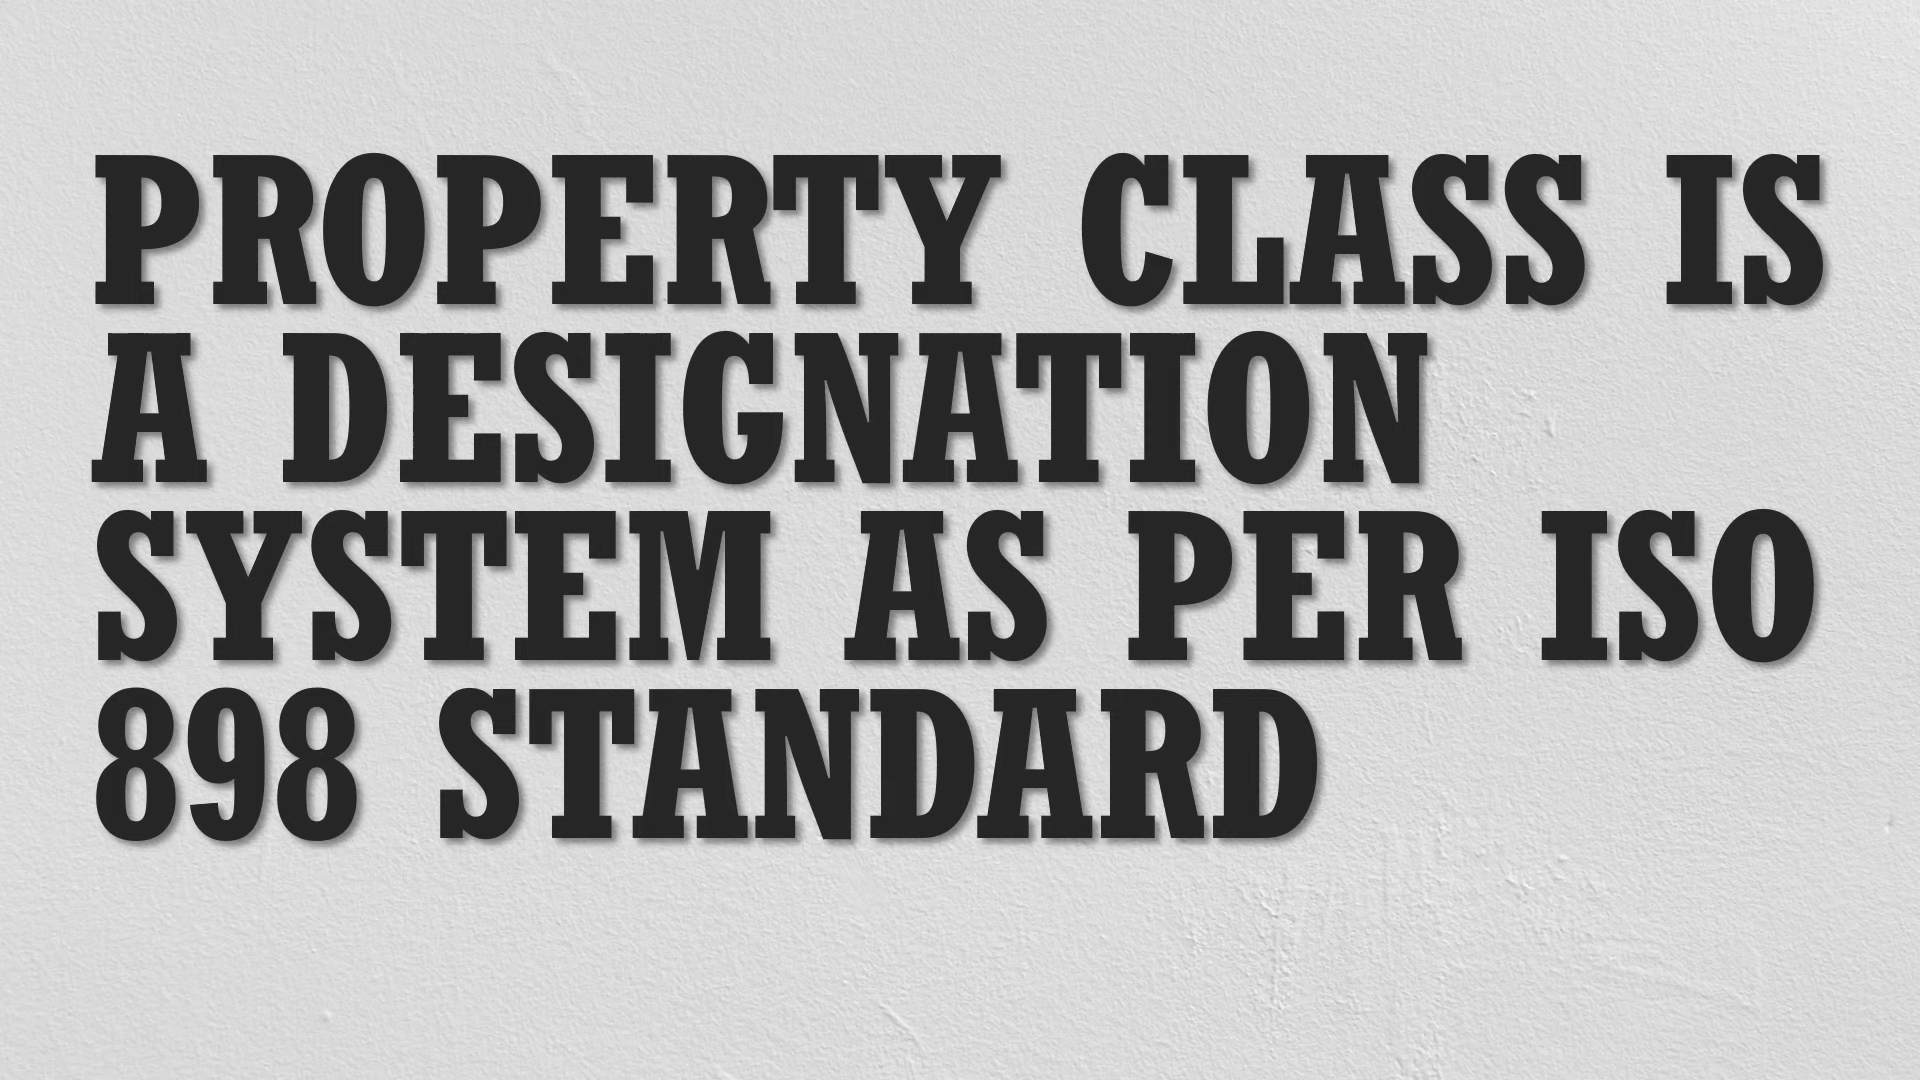 PROPERTY CLASS IS
A DESIGNATION
SYSTEM AS PER ISO
898 STANDARD